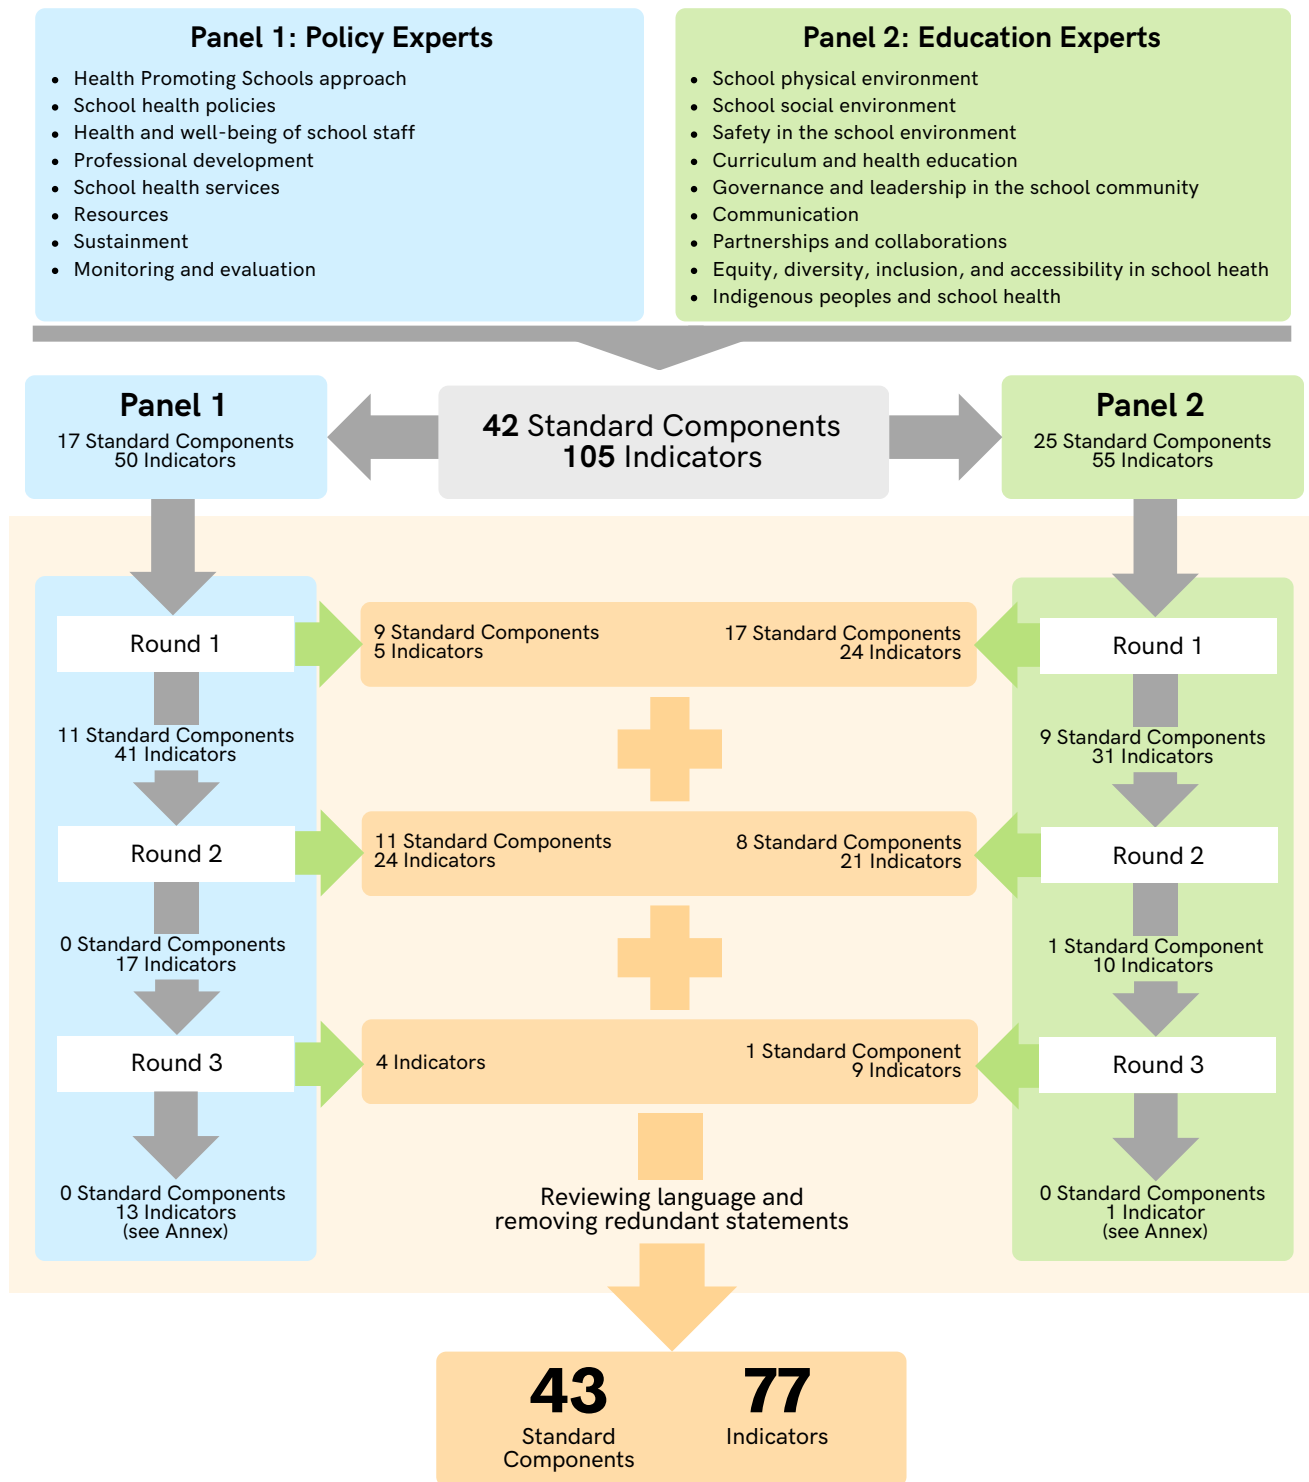 Panel 1: Policy Experts
• Health Promoting Schools approach
• School health policies
• Health and well-being of school staff
• Professional development
• School health services
• Resources
• Sustainment
• Monitoring and evaluation
Panel 2: Education Experts
• School physical environment
• School social environment
• Safety in the school environment
• Curriculum and health education
• Governance and leadership in the school community
• Communication
• Partnerships and collaborations
• Equity, diversity, inclusion, and accessibility in school heath
• Indigenous peoples and school health
Panel 1
17 Standard Components
50 Indicators
42 Standard Components
105 Indicators
Panel 2
25 Standard Components
55 Indicators
Round 1
9 Standard Components
5 Indicators
17 Standard Components
24 Indicators
Round 1
11 Standard Components
41 Indicators
9 Standard Components
31 Indicators
Round 2
11 Standard Components
24 Indicators
8 Standard Components
21 Indicators
Round 2
0 Standard Components
17 Indicators
1 Standard Component
10 Indicators
Round 3
4 Indicators
1 Standard Component
9 Indicators
Round 3
0 Standard Components
13 Indicators
(see Annex)
Reviewing language and
removing redundant statements
0 Standard Components
1 Indicator
(see Annex)
43
Standard
Components
77
Indicators